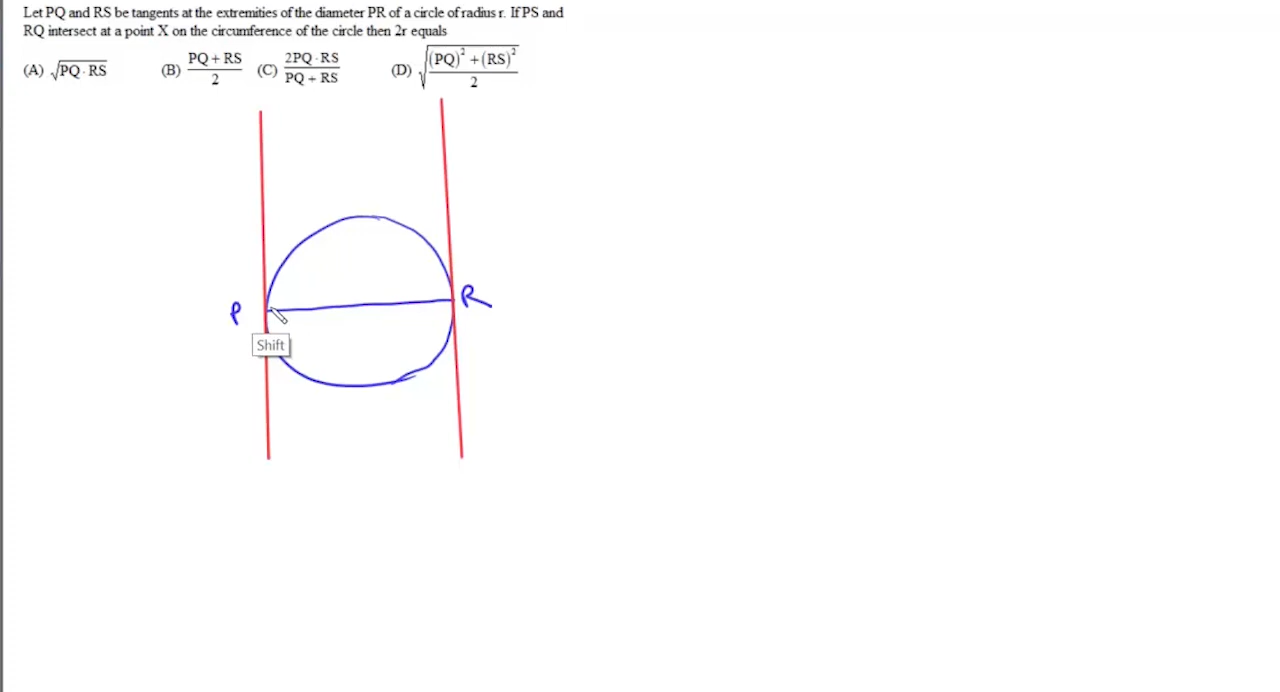 Let PQ and RS be tangents at the extremities of the diameter PR of a circle of radius r. If PS and
RQ intersect at a point X on the circumference of the circle then 2r equals
(A) √(PQ · RS) (B) (PQ + RS)/2 (C) (2PQ · RS)/(PQ + RS) (D) √(((PQ)² + (RS)²)/2)
P
R
Shift